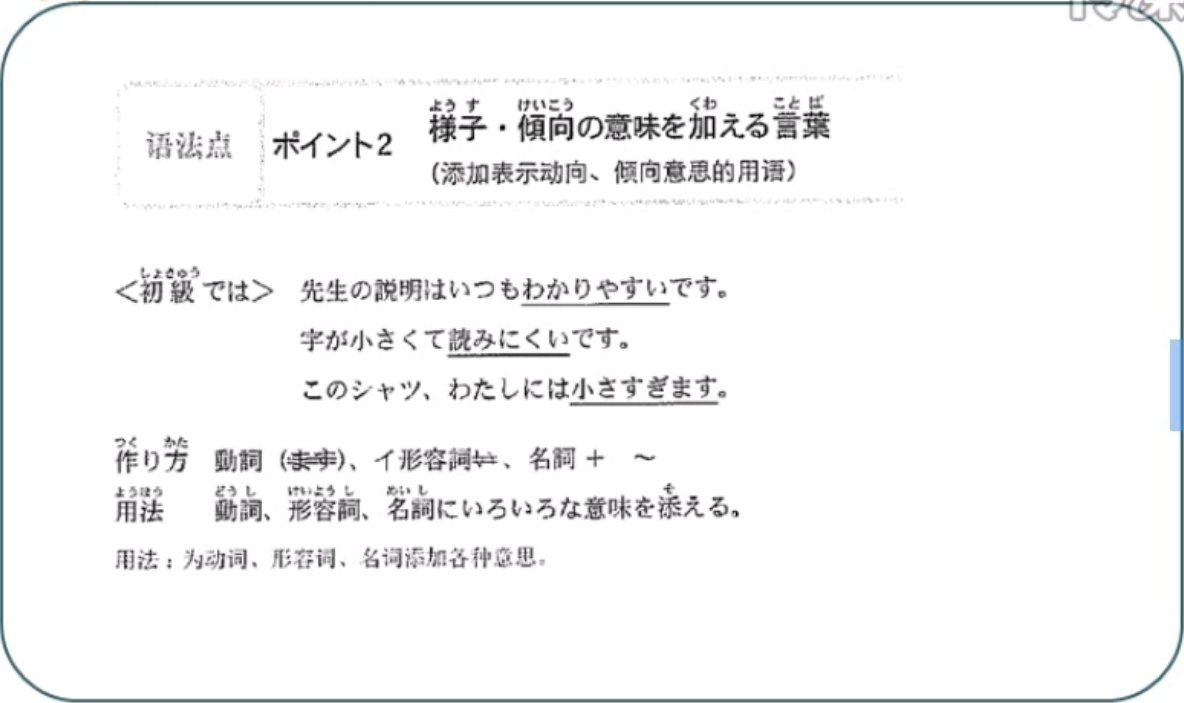 语法点 ポイント2 様子・傾向の意味を加える言葉
(添加表示动向、倾向意思的用语)
<初級では> 先生の説明はいつもわかりやすいです。
字が小さくて読みにくいです。
このシャツ、わたしには小さすぎます。
作り方 動詞(ます)、イ形容詞い、名詞+ ~
用法 動詞、形容詞、名詞にいろいろな意味を添える。
用法:为动词、形容词、名词添加各种意思。